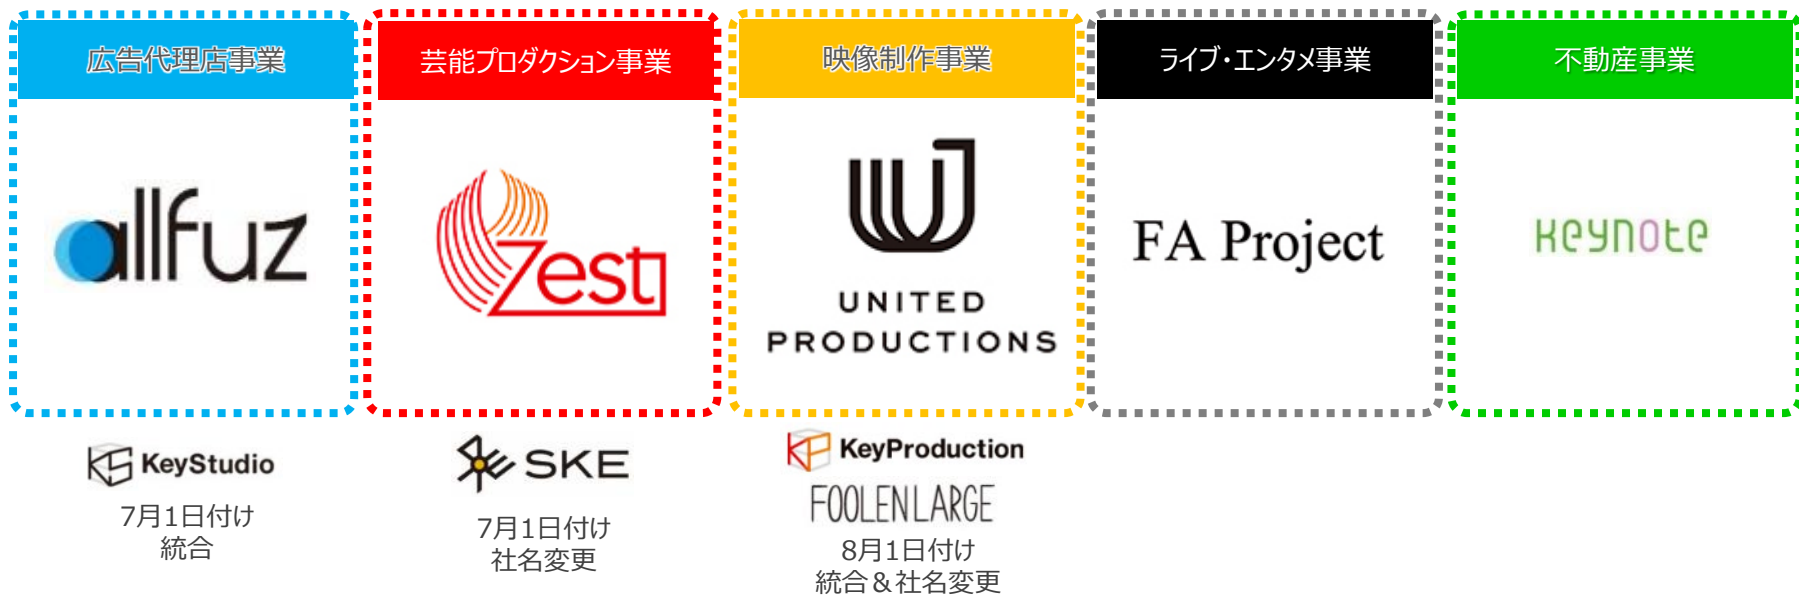 広告代理店事業
芸能プロダクション事業
映像制作事業
ライブ・エンタメ事業
不動産事業
allfuz
Zest
UNITED
PRODUCTIONS
FA Project
keynote
KeyStudio
7月1日付け
統合
SKE
7月1日付け
社名変更
KeyProduction
FOOLENLARGE
8月1日付け
統合＆社名変更